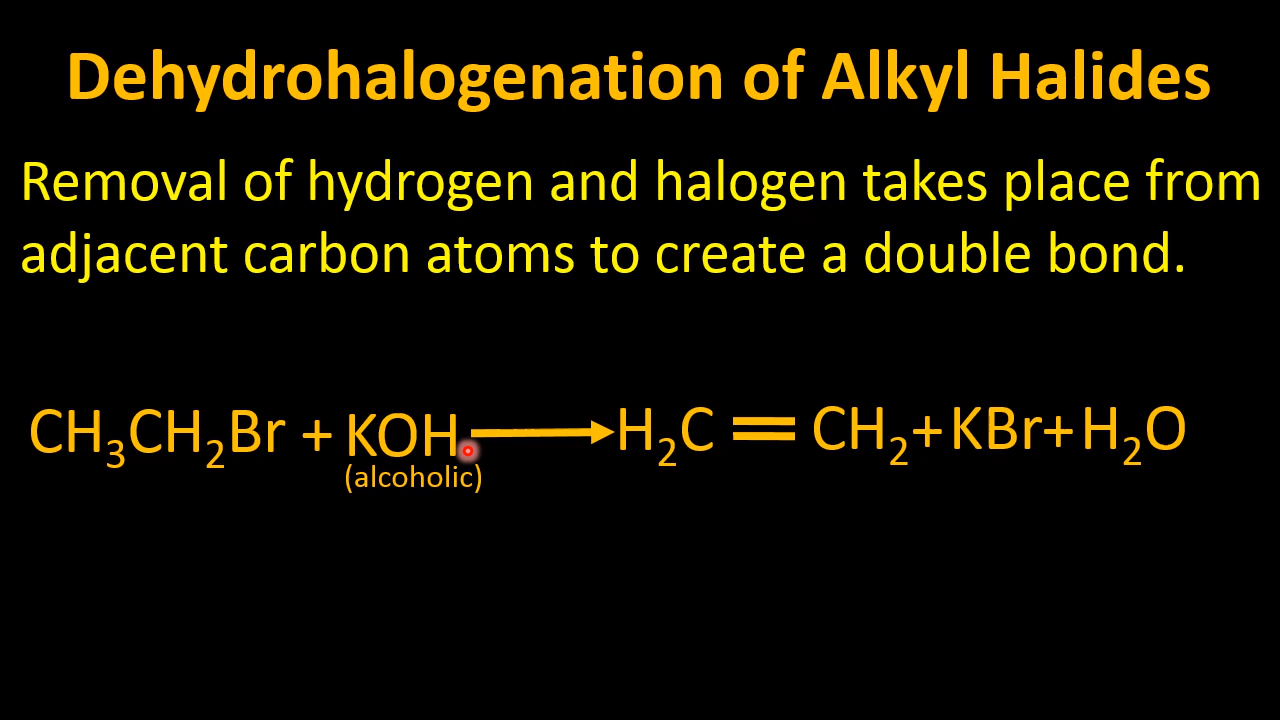 Dehydrohalogenation of Alkyl Halides
Removal of hydrogen and halogen takes place from
adjacent carbon atoms to create a double bond.
CH₃CH₂Br + KOH ⟶ H₂C = CH₂ + KBr + H₂O
(alcoholic)